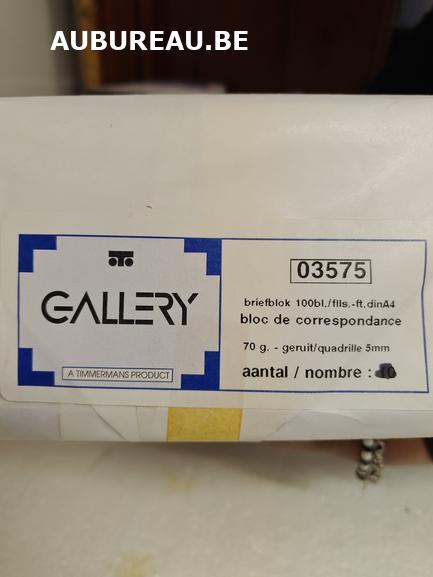 AUBUREAU.BE
GALLERY
A TIMMERMANS PRODUCT
03575
briefblok 100bl./flls.-ft.dinA4
bloc de correspondance
70 g. - geruit/quadrille 5mm
aantal / nombre :